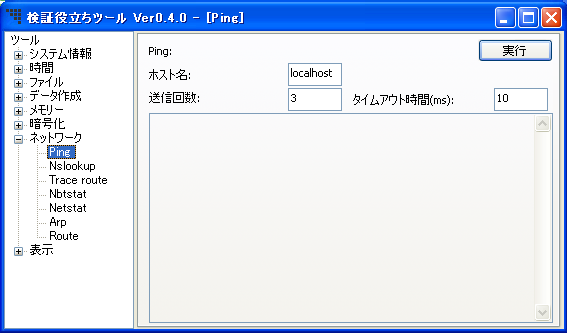 検証役立ちツール Ver0.4.0 - [Ping]
ツール
システム情報
時間
ファイル
データ作成
メモリー
暗号化
ネットワーク
Ping
Nslookup
Trace route
Nbtstat
Netstat
Arp
Route
表示
Ping:
実行
ホスト名: localhost
送信回数: 3 タイムアウト時間(ms): 10